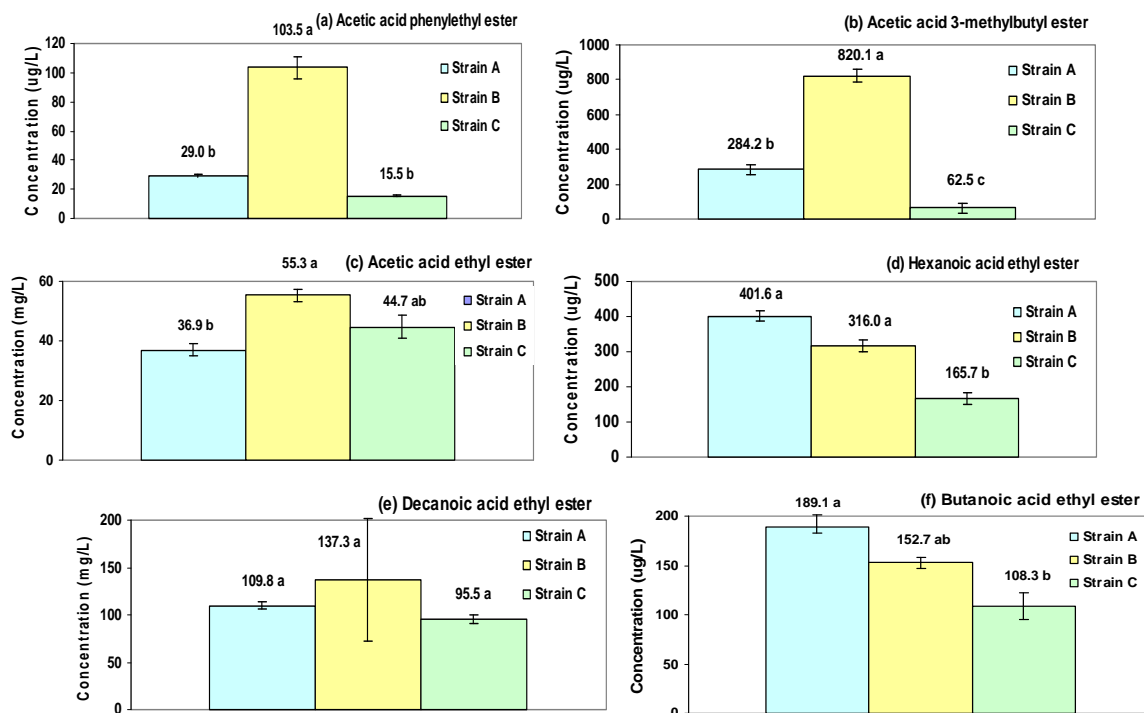 (a) Acetic acid phenylethyl ester
103.5 a
Concentration (ug/L)
120
100
80
60
40
20
0
29.0 b
15.5 b
Strain A
Strain B
Strain C
(b) Acetic acid 3-methylbutyl ester
Concentration (ug/L)
1000
800
600
400
200
0
284.2 b
820.1 a
62.5 c
Strain A
Strain B
Strain C
(c) Acetic acid ethyl ester
Concentration (mg/L)
60
40
20
0
36.9 b
55.3 a
44.7 ab
Strain A
Strain B
Strain C
(d) Hexanoic acid ethyl ester
Concentration (ug/L)
500
400
300
200
100
0
401.6 a
316.0 a
165.7 b
Strain A
Strain B
Strain C
(e) Decanoic acid ethyl ester
Concentration (mg/L)
200
150
100
50
0
109.8 a
137.3 a
95.5 a
Strain A
Strain B
Strain C
(f) Butanoic acid ethyl ester
Concentration (ug/L)
200
150
100
50
0
189.1 a
152.7 ab
108.3 b
Strain A
Strain B
Strain C